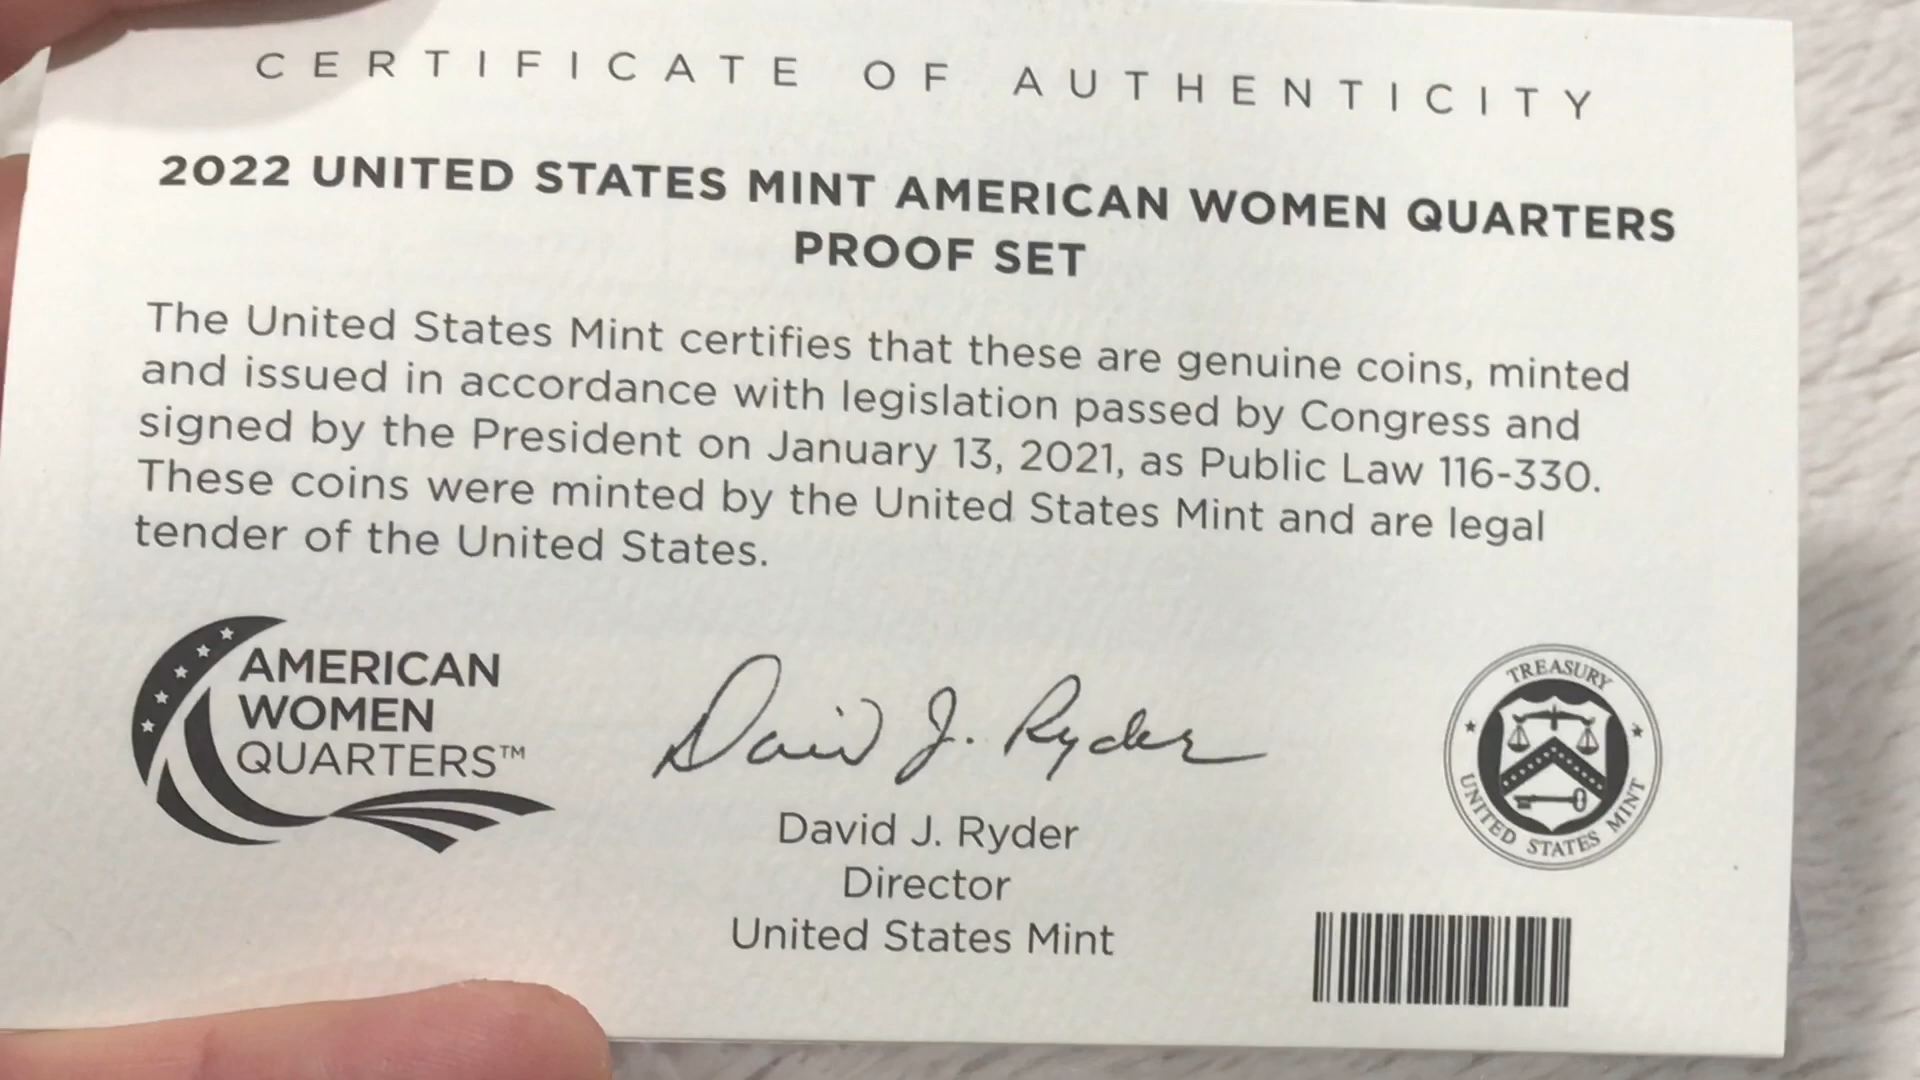 CERTIFICATE OF AUTHENTICITY
2022 UNITED STATES MINT AMERICAN WOMEN QUARTERS
PROOF SET
The United States Mint certifies that these are genuine coins, minted
and issued in accordance with legislation passed by Congress and
signed by the President on January 13, 2021, as Public Law 116-330.
These coins were minted by the United States Mint and are legal
tender of the United States.
AMERICAN
WOMEN
QUARTERS™
David J. Ryder
David J. Ryder
Director
United States Mint
TREASURY
UNITED STATES MINT